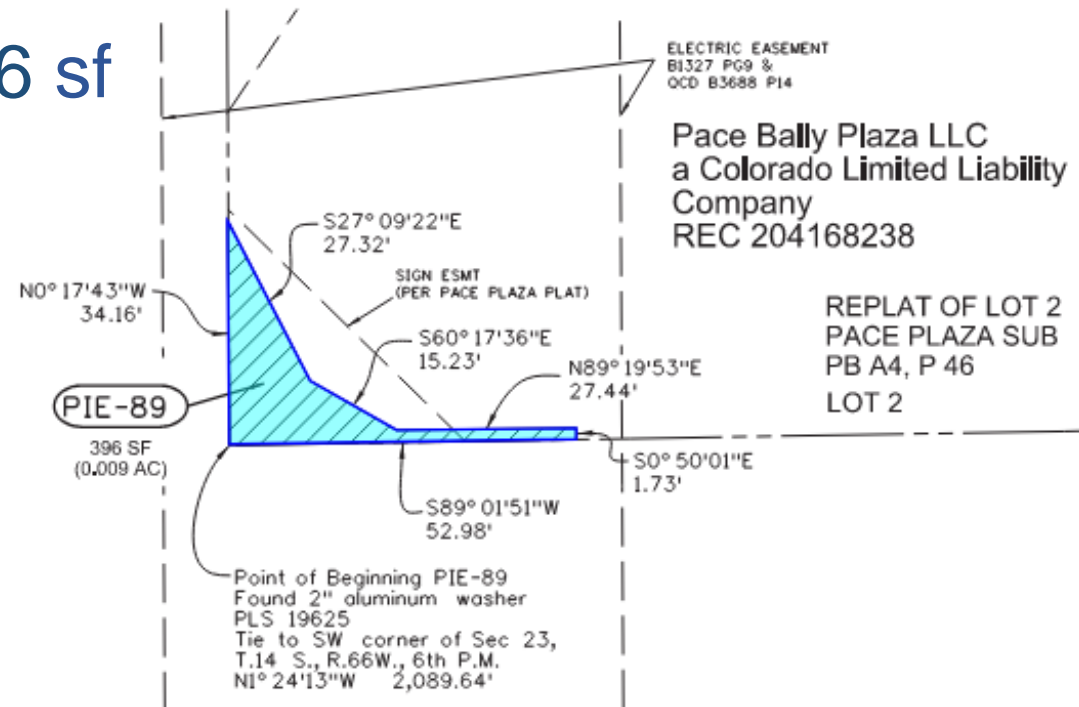 6 sf
ELECTRIC EASEMENT
B1327 PG9 &
QCD B3688 P14
Pace Bally Plaza LLC
a Colorado Limited Liability
Company
REC 204168238
S27° 09'22"E
27.32'
SIGN ESMT
(PER PACE PLAZA PLAT)
N0° 17'43"W
34.16'
REPLAT OF LOT 2
PACE PLAZA SUB
PB A4, P 46
LOT 2
S60° 17'36"E
15.23'
N89° 19'53"E
27.44'
PIE-89
396 SF
(0.009 AC)
S0° 50'01"E
1.73'
S89° 01'51"W
52.98'
Point of Beginning PIE-89
Found 2" aluminum washer
PLS 19625
Tie to SW corner of Sec 23,
T.14 S., R.66W., 6th P.M.
N1° 24'13"W 2,089.64'